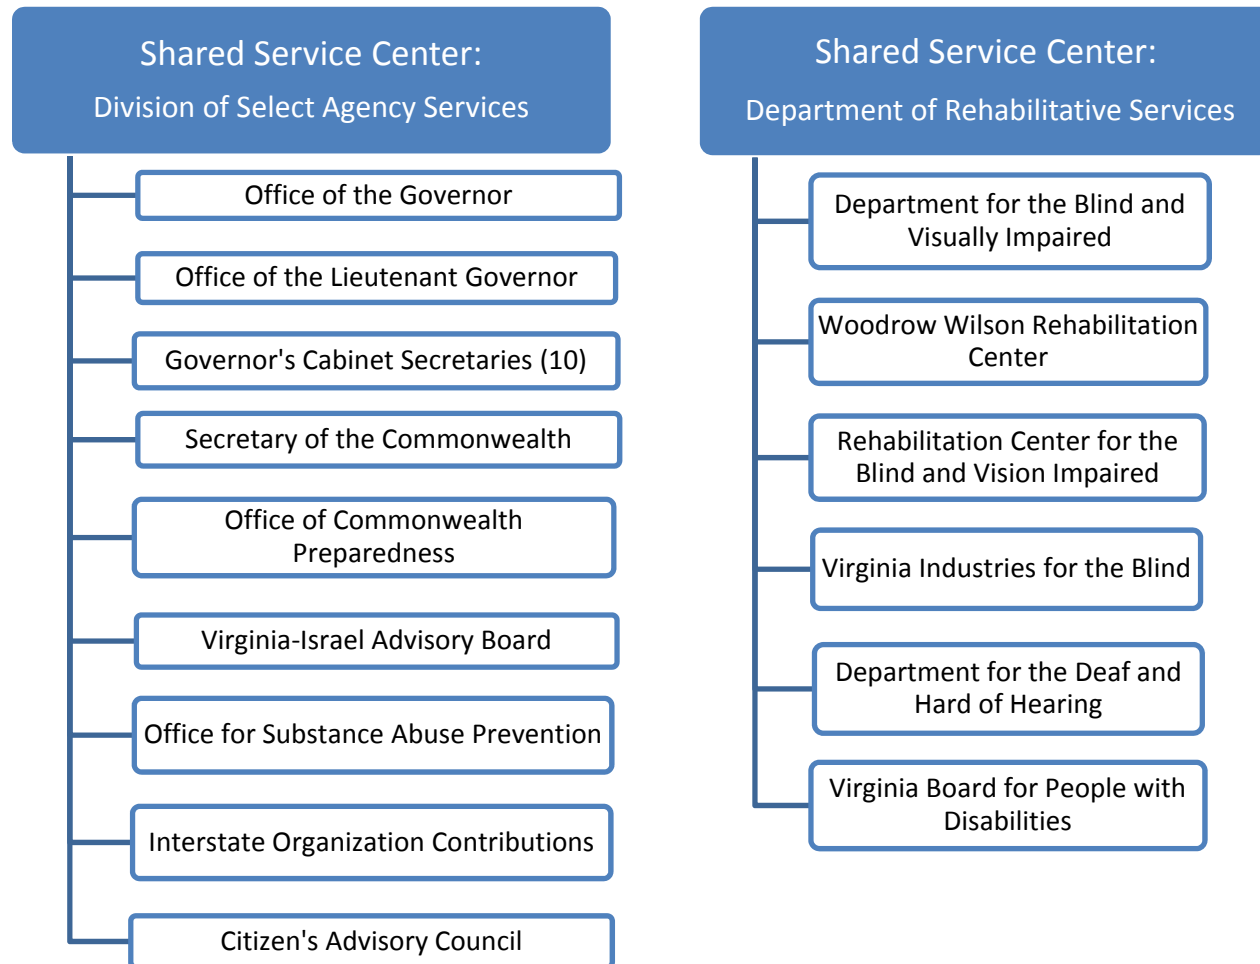 Shared Service Center:
Division of Select Agency Services
Office of the Governor
Office of the Lieutenant Governor
Governor's Cabinet Secretaries (10)
Secretary of the Commonwealth
Office of Commonwealth
Preparedness
Virginia-Israel Advisory Board
Office for Substance Abuse Prevention
Interstate Organization Contributions
Citizen's Advisory Council
Shared Service Center:
Department of Rehabilitative Services
Department for the Blind and
Visually Impaired
Woodrow Wilson Rehabilitation
Center
Rehabilitation Center for the
Blind and Vision Impaired
Virginia Industries for the Blind
Department for the Deaf and
Hard of Hearing
Virginia Board for People with
Disabilities